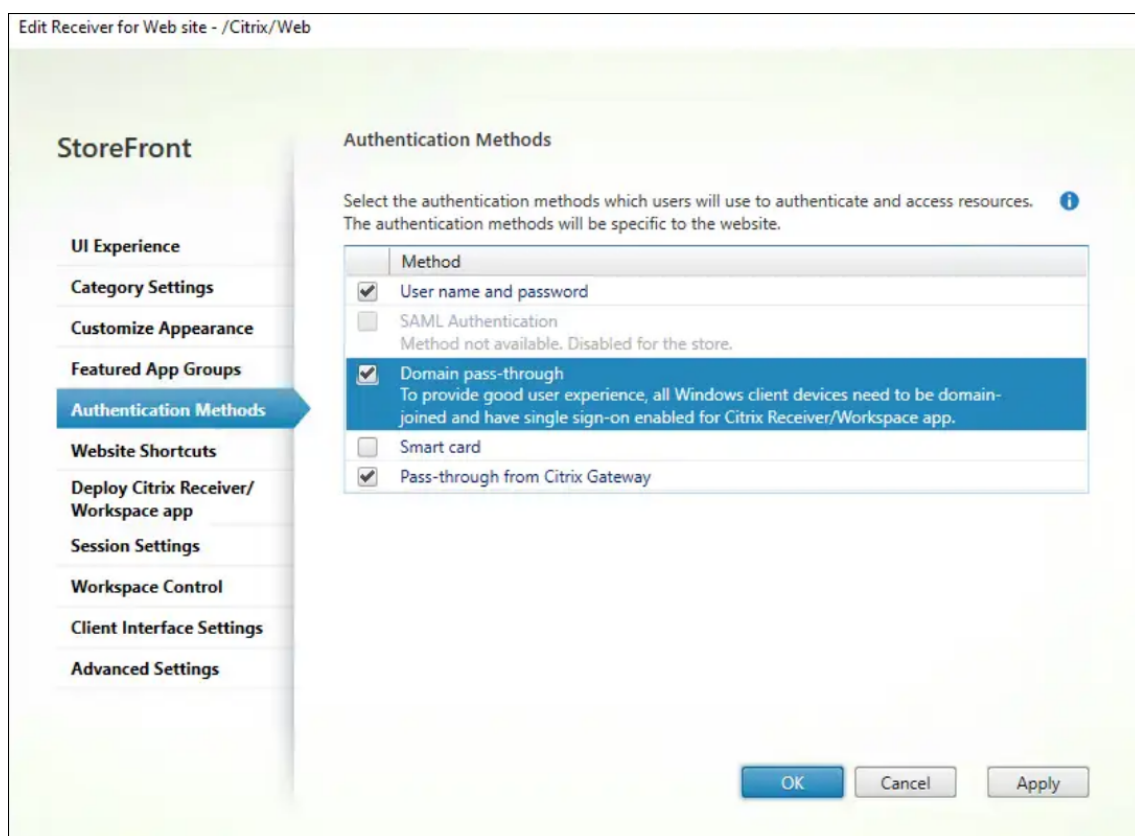 Edit Receiver for Web site - /Citrix/Web
StoreFront
UI Experience
Category Settings
Customize Appearance
Featured App Groups
Authentication Methods
Website Shortcuts
Deploy Citrix Receiver/
Workspace app
Session Settings
Workspace Control
Client Interface Settings
Advanced Settings
Authentication Methods
Select the authentication methods which users will use to authenticate and access resources.
The authentication methods will be specific to the website.
Method
User name and password
SAML Authentication
Method not available. Disabled for the store.
Domain pass-through
To provide good user experience, all Windows client devices need to be domain-
joined and have single sign-on enabled for Citrix Receiver/Workspace app.
Smart card
Pass-through from Citrix Gateway
OK
Cancel
Apply